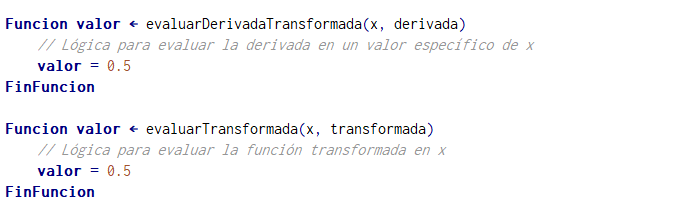 Funcion valor ← evaluarDerivadaTransformada(x, derivada)
// Lógica para evaluar la derivada en un valor específico de x
valor = 0.5
FinFuncion
Funcion valor ← evaluarTransformada(x, transformada)
// Lógica para evaluar la función transformada en x
valor = 0.5
FinFuncion